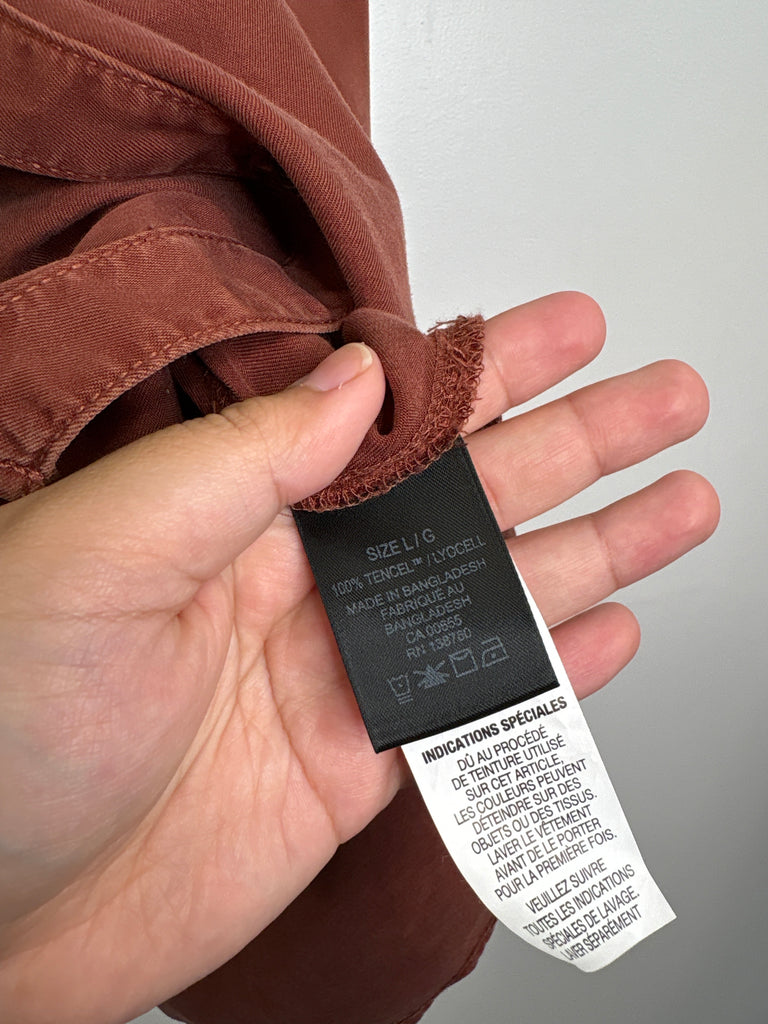 SIZE L / G
100% TENCEL™ / LYOCELL
MADE IN BANGLADESH
FABRIQUÉ AU
BANGLADESH
CA 00655
RN 138760
INDICATIONS SPÉCIALES
DÛ AU PROCÉDÉ
DE TEINTURE UTILISÉ
SUR CET ARTICLE,
LES COULEURS PEUVENT
DÉTEINDRE SUR DES
OBJETS OU DES TISSUS.
LAVER LE VÊTEMENT
AVANT DE LE PORTER
POUR LA PREMIÈRE FOIS.
VEUILLEZ SUIVRE
TOUTES LES INDICATIONS
SPÉCIALES DE LAVAGE.
LAVER SÉPARÉMENT